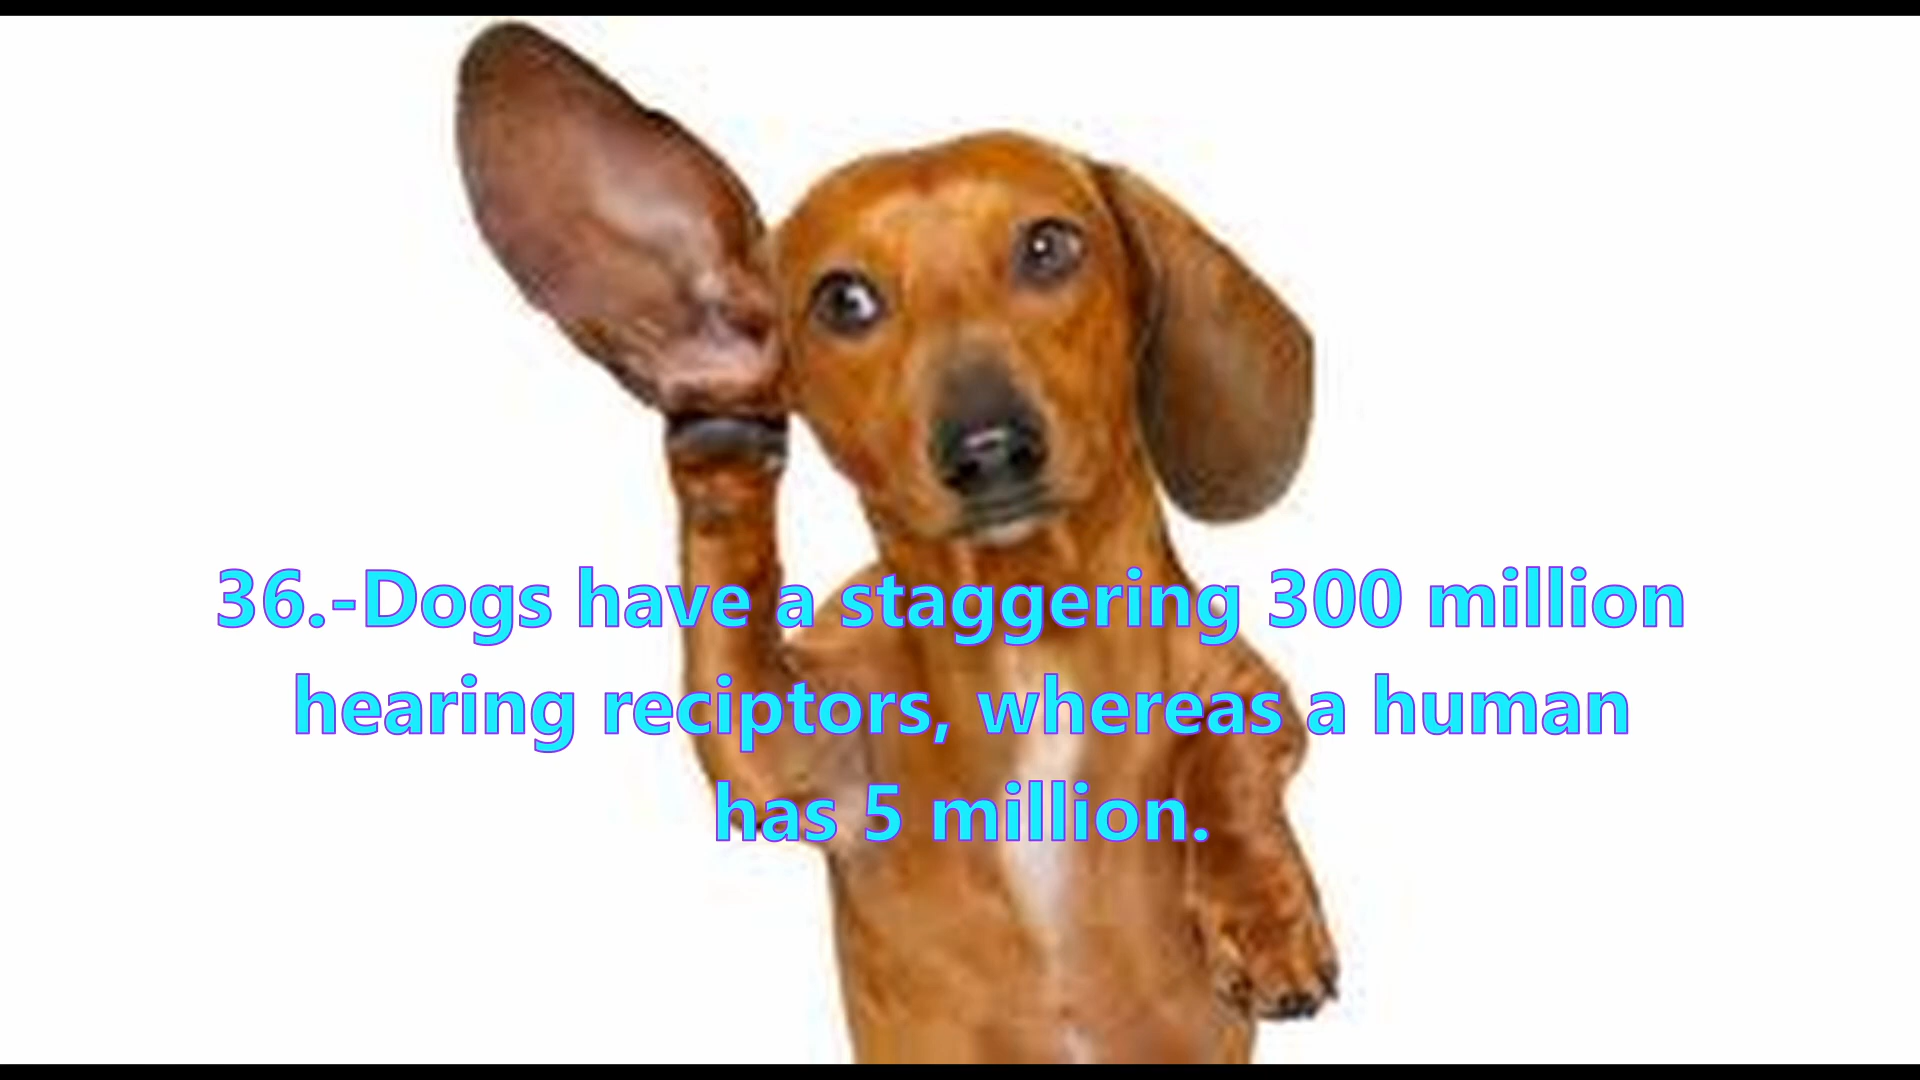 36.-Dogs have a staggering 300 million
hearing reciptors, whereas a human
has 5 million.